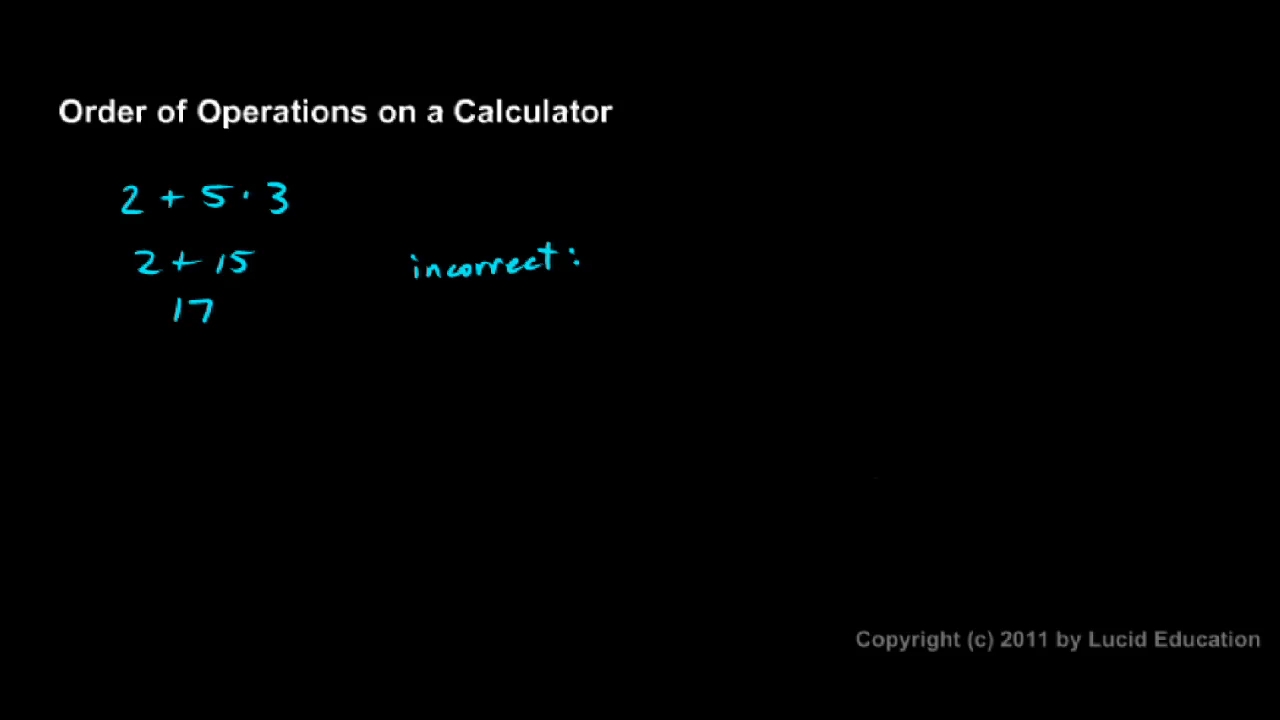 Order of Operations on a Calculator
2 + 5 · 3
2 + 15
incorrect:
17
Copyright (c) 2011 by Lucid Education